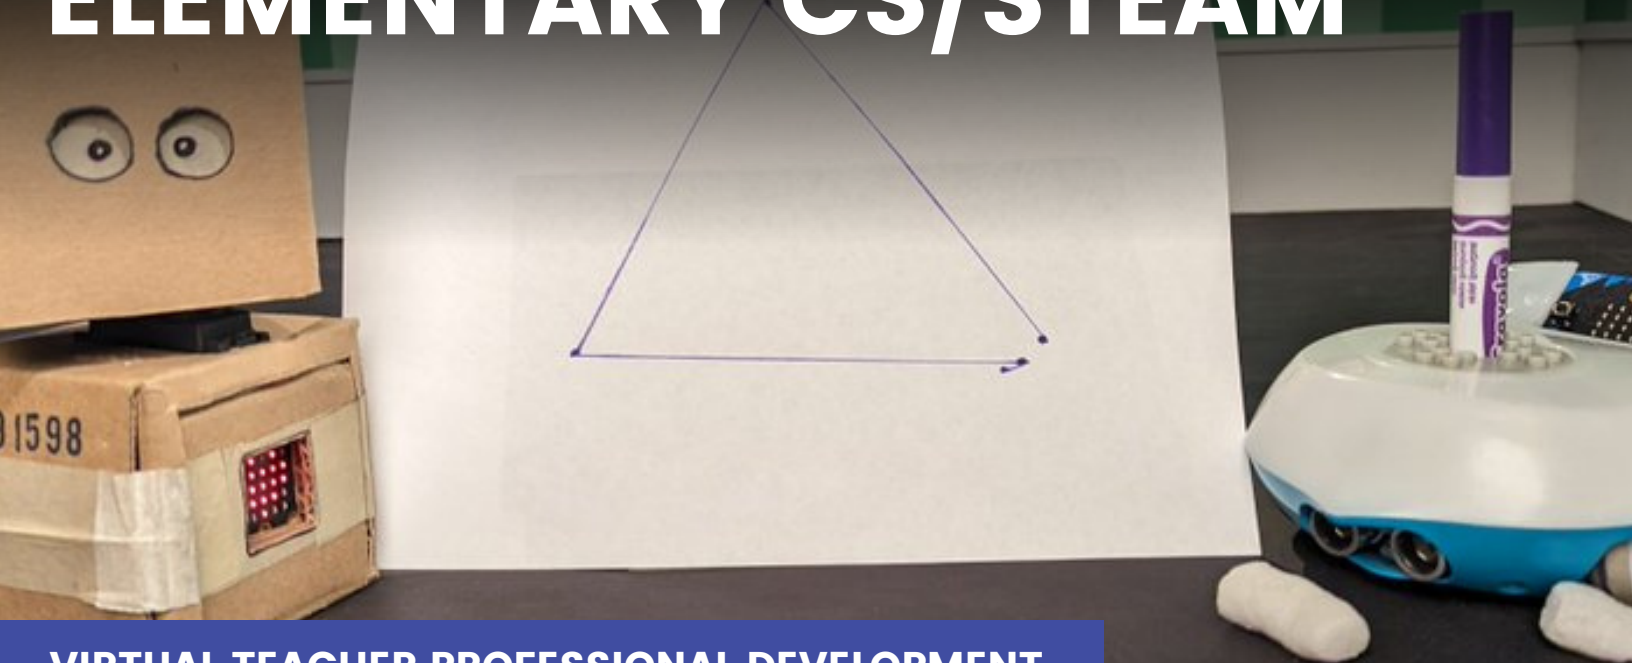 ELEMENTARY CS/STEAM
1598
VIRTUAL TEACHER PROFESSIONAL DEVELOPMENT